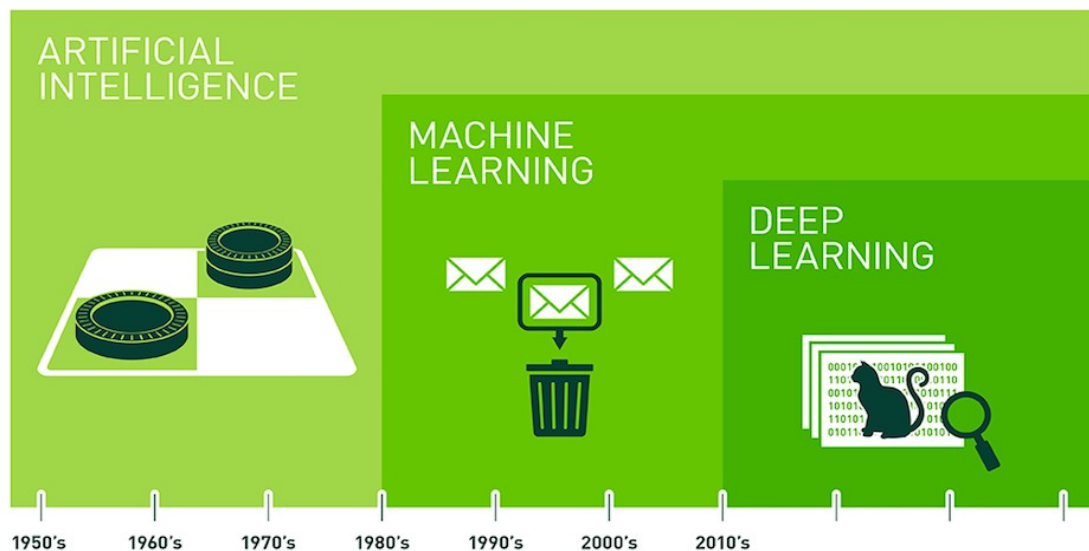 ARTIFICIAL
INTELLIGENCE
MACHINE
LEARNING
DEEP
LEARNING
1950's
1960's
1970's
1980's
1990's
2000's
2010's